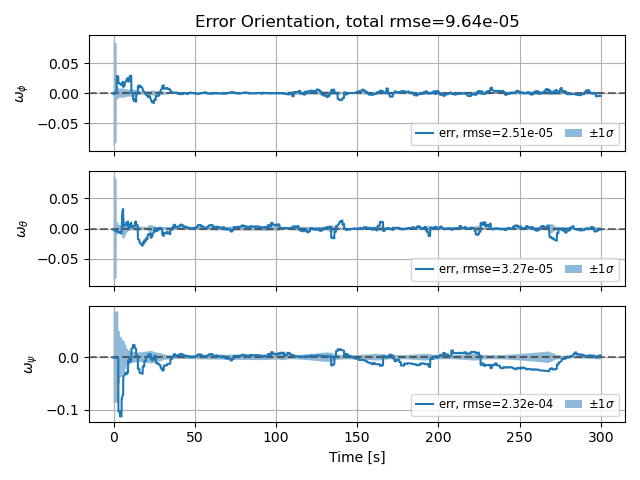 Error Orientation, total rmse=9.64e-05
ωϕ
0.05
0.00
−0.05
err, rmse=2.51e-05 ±1σ
ωθ
0.05
0.00
−0.05
err, rmse=3.27e-05 ±1σ
ωψ
0.0
−0.1
err, rmse=2.32e-04 ±1σ
0 50 100 150 200 250 300
Time [s]